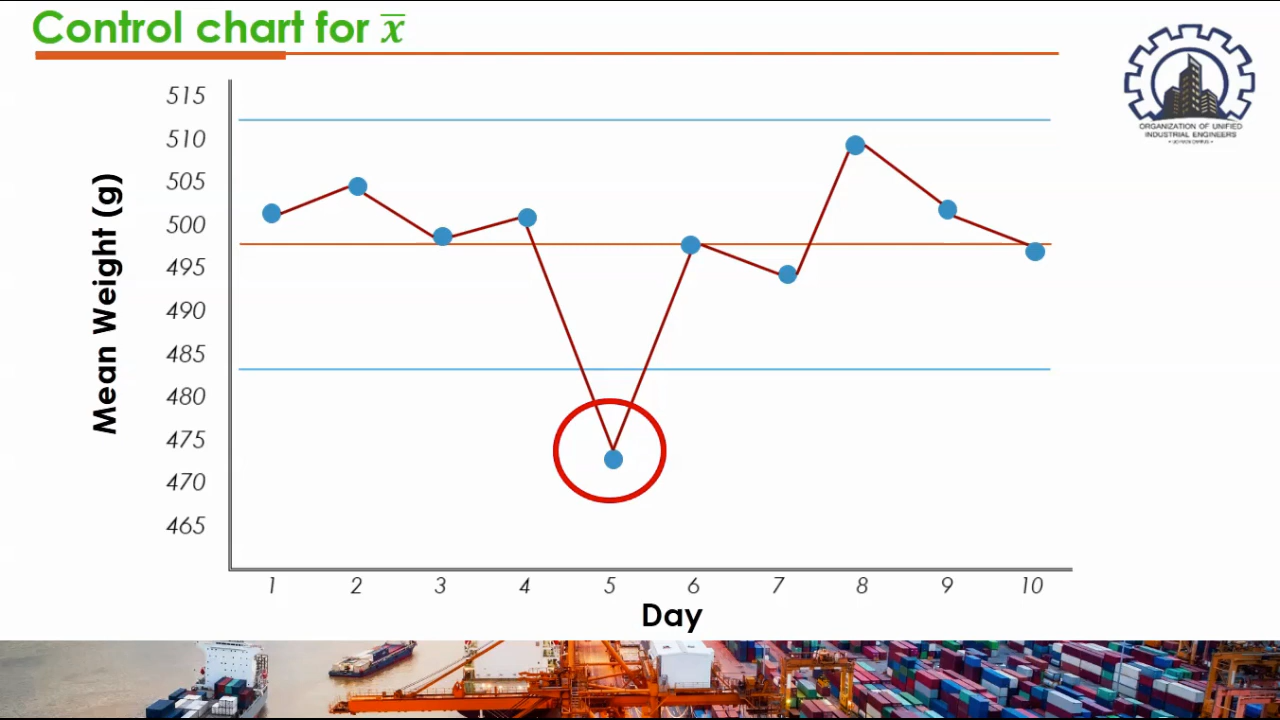 Control chart for x̄
ORGANIZATION OF UNIFIED
INDUSTRIAL ENGINEERS
515
510
505
500
495
490
485
480
475
470
465
Mean Weight (g)
1 2 3 4 5 6 7 8 9 10
Day